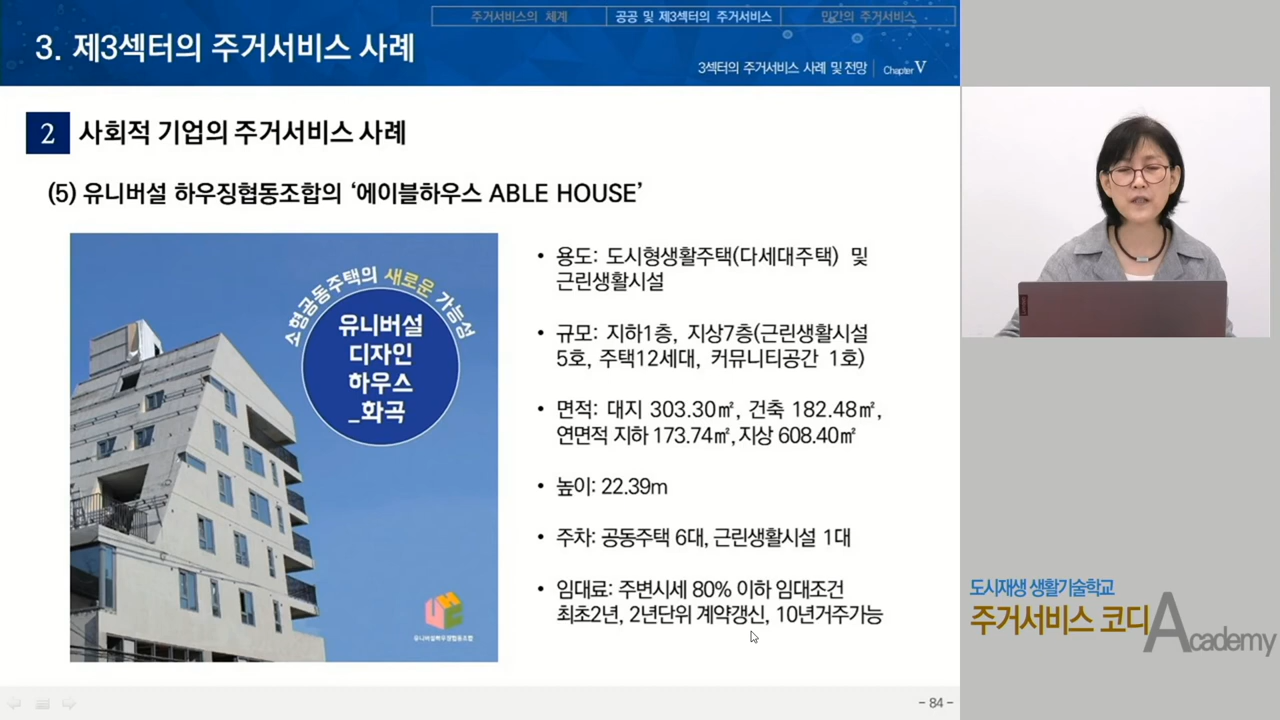 주거서비스의 체계
공공 및 제3섹터의 주거서비스
민간의 주거서비스
3. 제3섹터의 주거서비스 사례
3섹터의 주거서비스 사례 및 전망
Chapter V
2 사회적 기업의 주거서비스 사례
(5) 유니버설 하우징협동조합의 ‘에이블하우스 ABLE HOUSE’
소형공동주택의 새로운 가능성
유니버설
디자인
하우스
_화곡
유니버설하우징협동조합
• 용도: 도시형생활주택(다세대주택) 및
근린생활시설
• 규모: 지하1층, 지상7층(근린생활시설
5호, 주택12세대, 커뮤니티공간 1호)
• 면적: 대지 303.30㎡, 건축 182.48㎡,
연면적 지하 173.74㎡, 지상 608.40㎡
• 높이: 22.39m
• 주차: 공동주택 6대, 근린생활시설 1대
• 임대료: 주변시세 80% 이하 임대조건
최초2년, 2년단위 계약갱신, 10년거주가능
- 84 -
도시재생 생활기술학교
주거서비스 코디 Academy